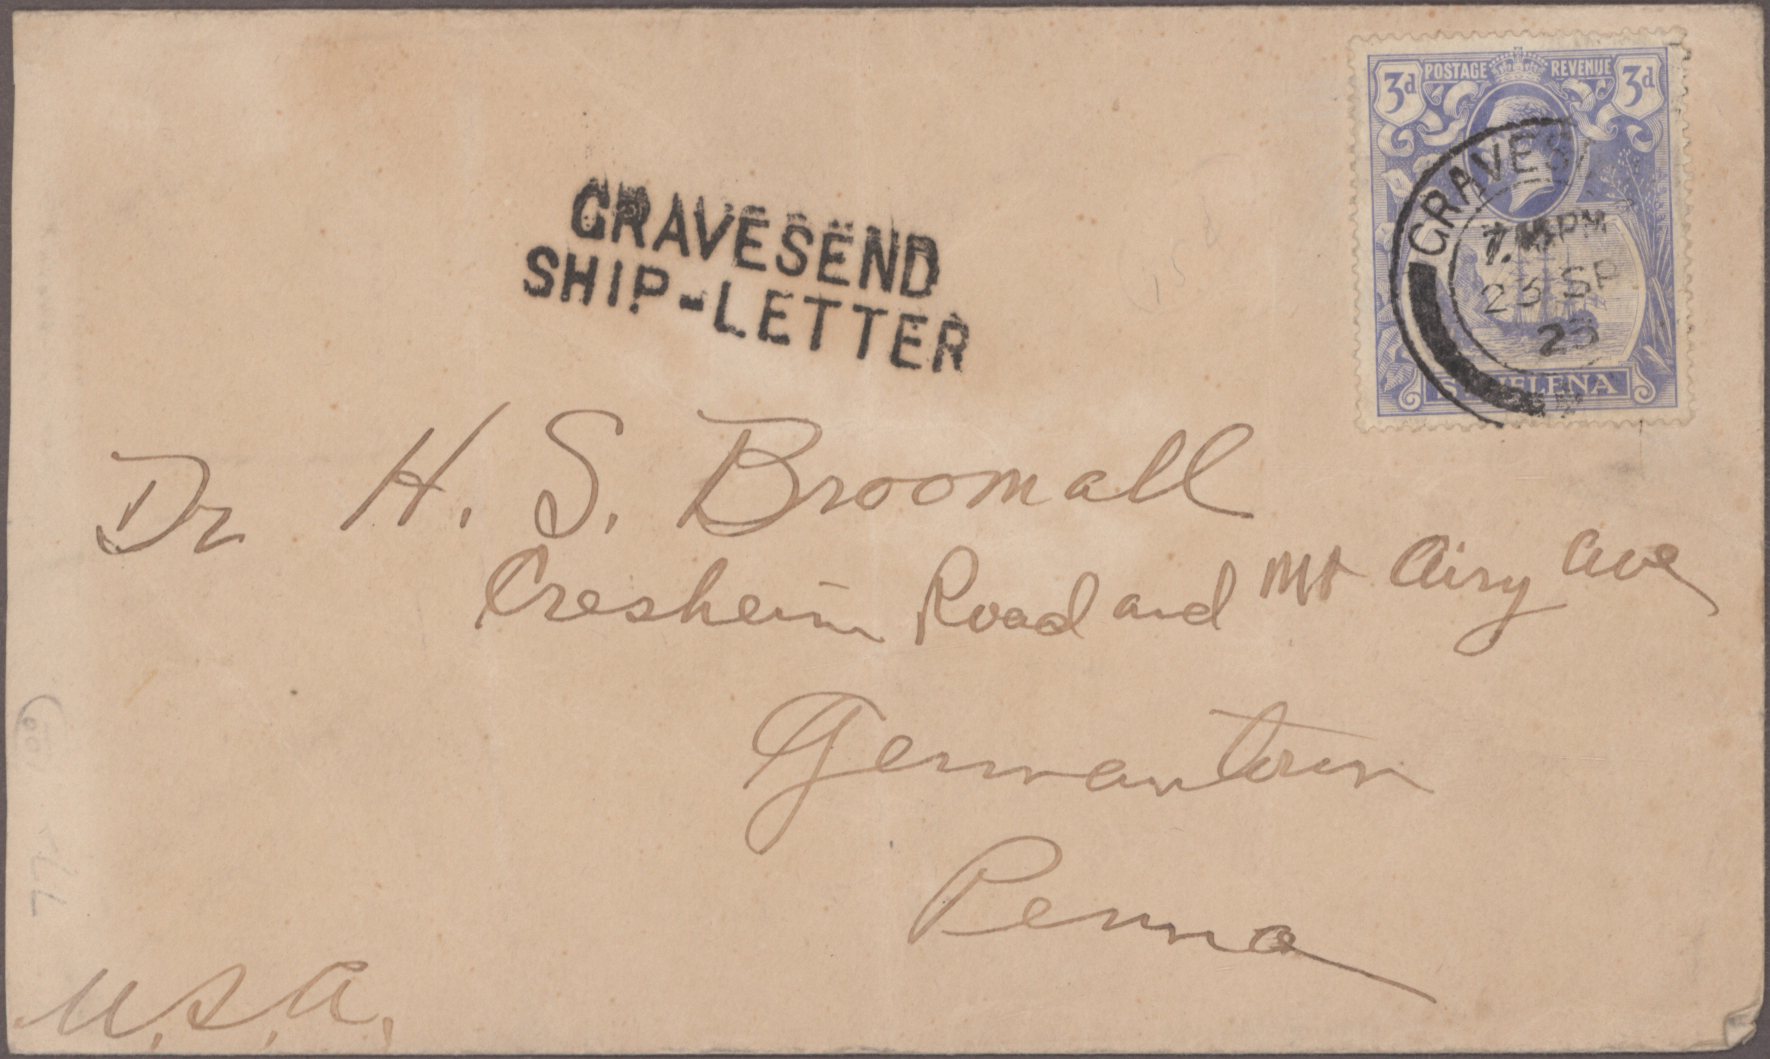 3d POSTAGE REVENUE 3d
GRAVES
PM
23 SP
25
ST HELENA
GRAVESEND
SHIP-LETTER
Dr H. S. Broomall
Cresheim Road and Mt Airy Ave
Germantown
Penna
U.S.A.